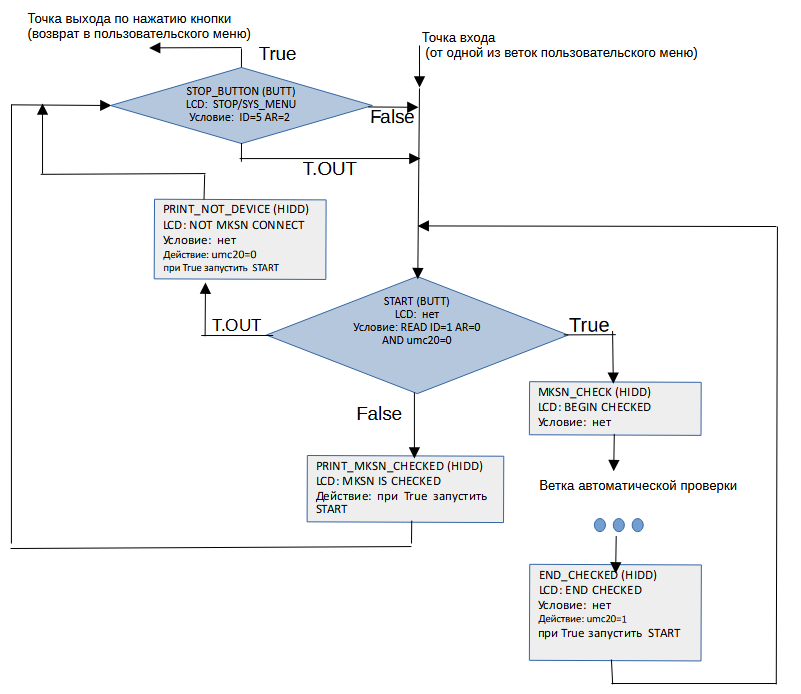 Точка выхода по нажатию кнопки
(возврат в пользовательского меню)
True
Точка входа
(от одной из веток пользовательского меню)
STOP_BUTTON (BUTT)
LCD: STOP/SYS_MENU
Условие: ID=5 AR=2
False
T.OUT
PRINT_NOT_DEVICE (HIDD)
LCD: NOT MKSN CONNECT
Условие: нет
Действие: umc20=0
при True запустить START
START (BUTT)
LCD: нет
Условие: READ ID=1 AR=0
AND umc20=0
T.OUT
True
False
MKSN_CHECK (HIDD)
LCD: BEGIN CHECKED
Условие: нет
PRINT_MKSN_CHECKED (HIDD)
LCD: MKSN IS CHECKED
Действие: при True запустить
START
Ветка автоматической проверки
END_CHECKED (HIDD)
LCD: END CHECKED
Условие: нет
Действие: umc20=1
при True запустить START